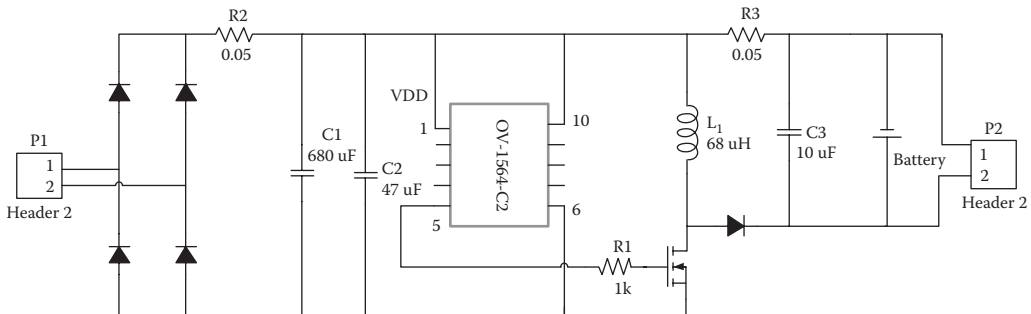 R2
0.05
R3
0.05
VDD
P1
1
2
Header 2
C1
680 uF
C2
47 uF
1
5
OV-1564-C2
10
6
R1
1k
L1
68 uH
C3
10 uF
Battery
P2
1
2
Header 2